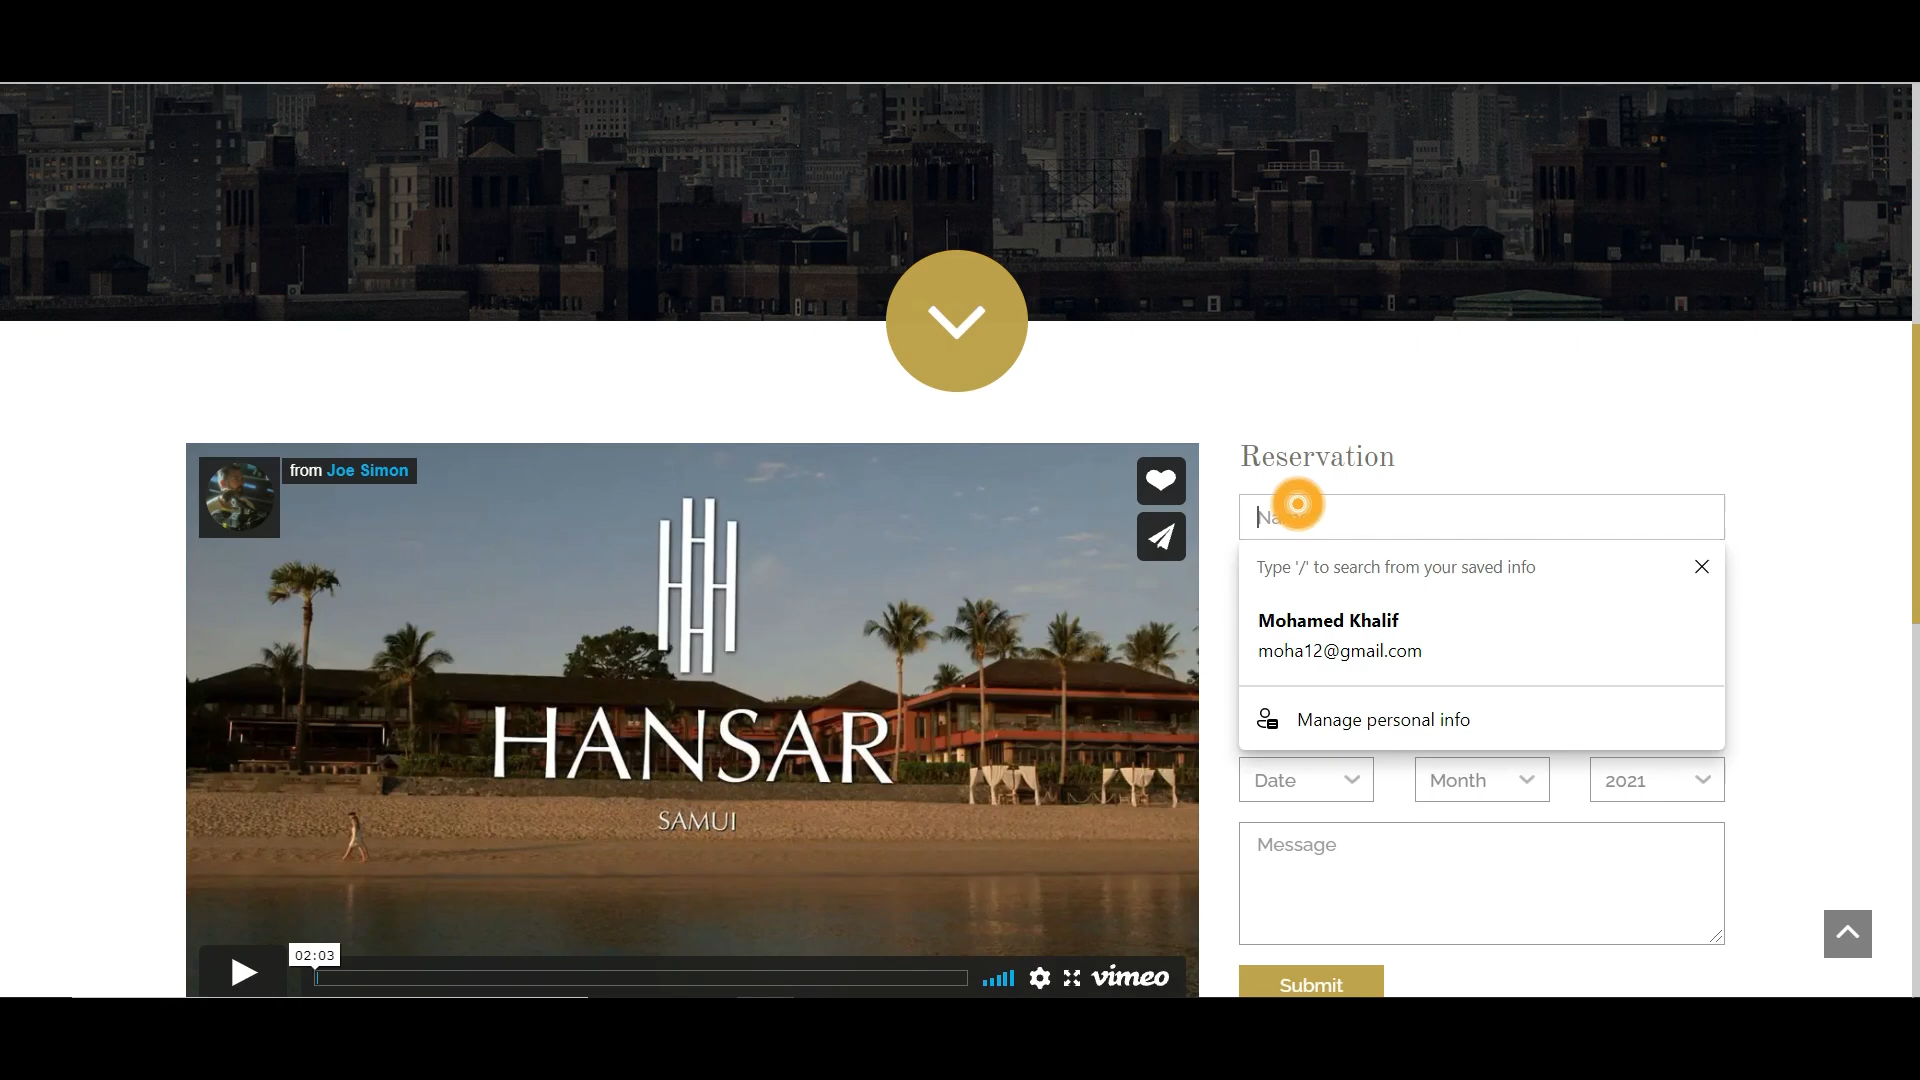 from Joe Simon
HANSAR
SAMUI
02:03
vimeo
Reservation
Type '/' to search from your saved info
Mohamed Khalif
moha12@gmail.com
Manage personal info
Date
Month
2021
Message
Submit